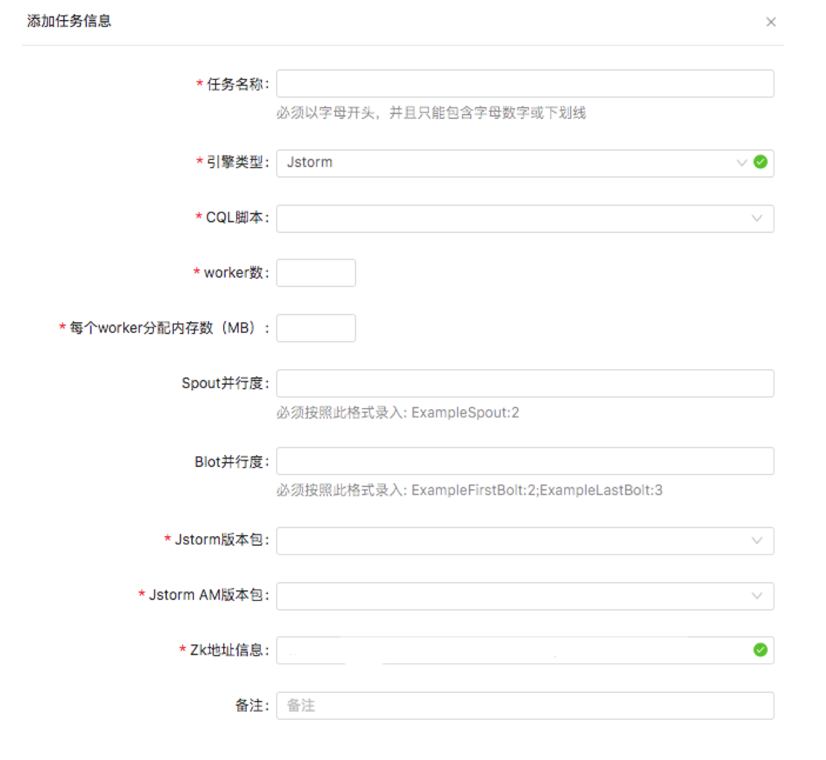 添加任务信息
* 任务名称:
必须以字母开头，并且只能包含字母数字或下划线
* 引擎类型: Jstorm
* CQL脚本:
* worker数:
* 每个worker分配内存数（MB）:
Spout并行度:
必须按照此格式录入: ExampleSpout:2
Blot并行度:
必须按照此格式录入: ExampleFirstBolt:2;ExampleLastBolt:3
* Jstorm版本包:
* Jstorm AM版本包:
* Zk地址信息:
备注: 备注